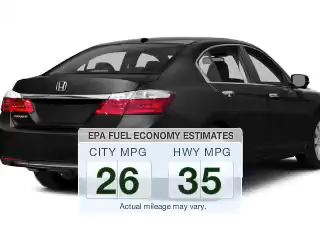 EPA FUEL ECONOMY ESTIMATES
CITY MPG HWY MPG
26 35
Actual mileage may vary.